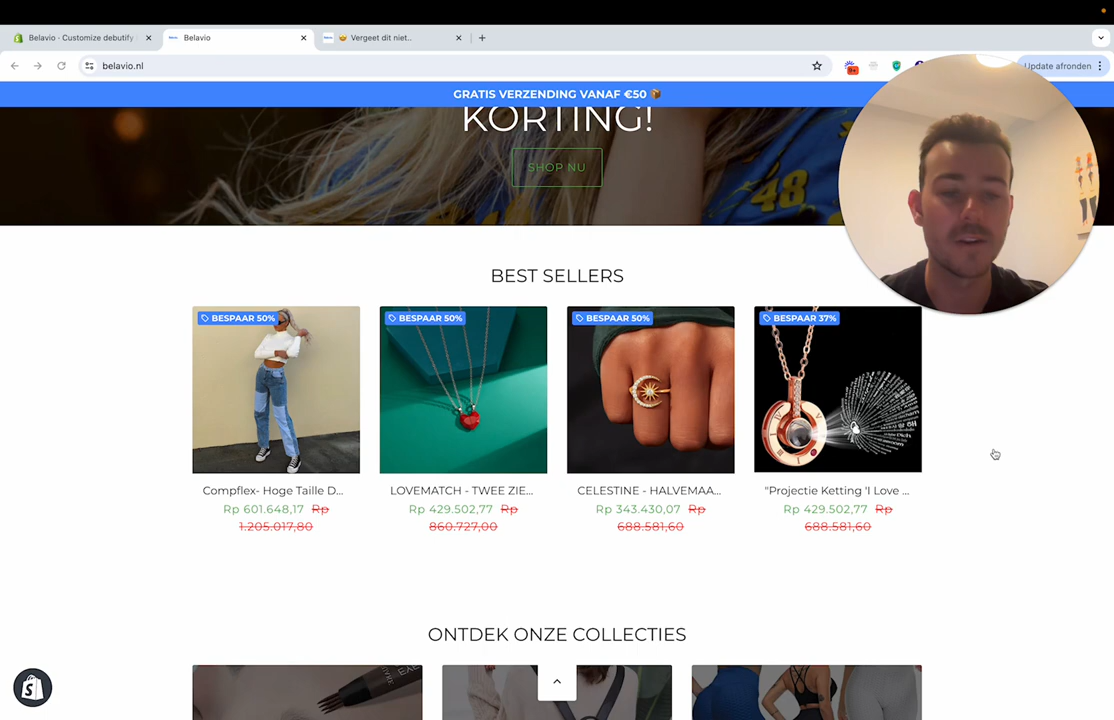 Belavio · Customize debutify
Belavio
Vergeet dit niet..
belavio.nl
Update afronden
GRATIS VERZENDING VANAF €50 📦
KORTING!
SHOP NU
48
BEST SELLERS
BESPAAR 50%
BESPAAR 50%
BESPAAR 50%
BESPAAR 37%
Compflex- Hoge Taille D...
Rp 601.648,17 Rp
1.205.017,80
LOVEMATCH - TWEE ZIE...
Rp 429.502,77 Rp
860.727,00
CELESTINE - HALVEMAA...
Rp 343.430,07 Rp
688.581,60
"Projectie Ketting 'I Love ...
Rp 429.502,77 Rp
688.581,60
ONTDEK ONZE COLLECTIES